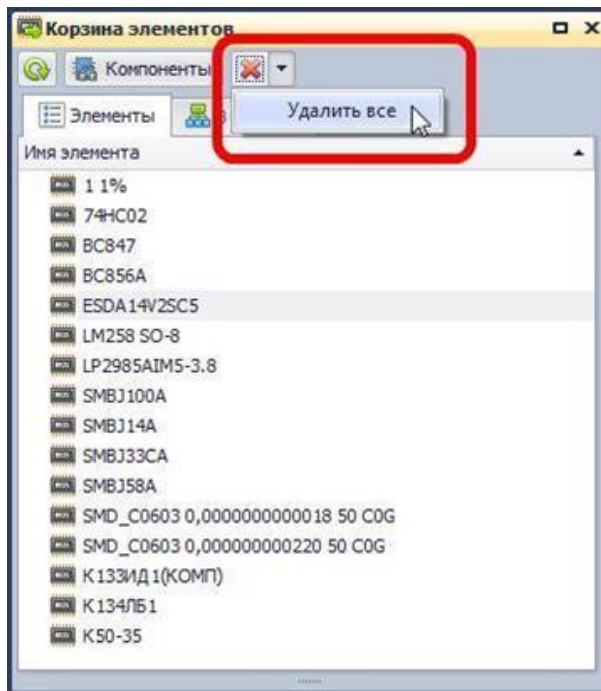 Корзина элементов
Компоненты
Удалить все
Элементы
Имя элемента
1 1%
74HC02
BC847
BC856A
ESDA14V2SC5
LM258 SO-8
LP2985AIM5-3.8
SMBJ100A
SMBJ14A
SMBJ33CA
SMBJ58A
SMD_C0603 0,0000000000018 50 C0G
SMD_C0603 0,000000000220 50 C0G
К133ИД1(КОМП)
К134ЛБ1
К50-35